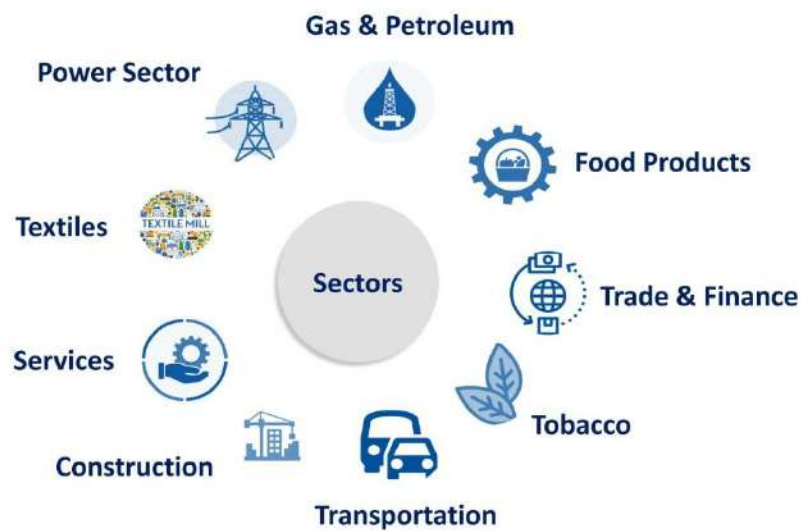 Gas & Petroleum
Power Sector
Food Products
Textiles
TEXTILE MILL
Sectors
Trade & Finance
Services
Tobacco
Construction
Transportation